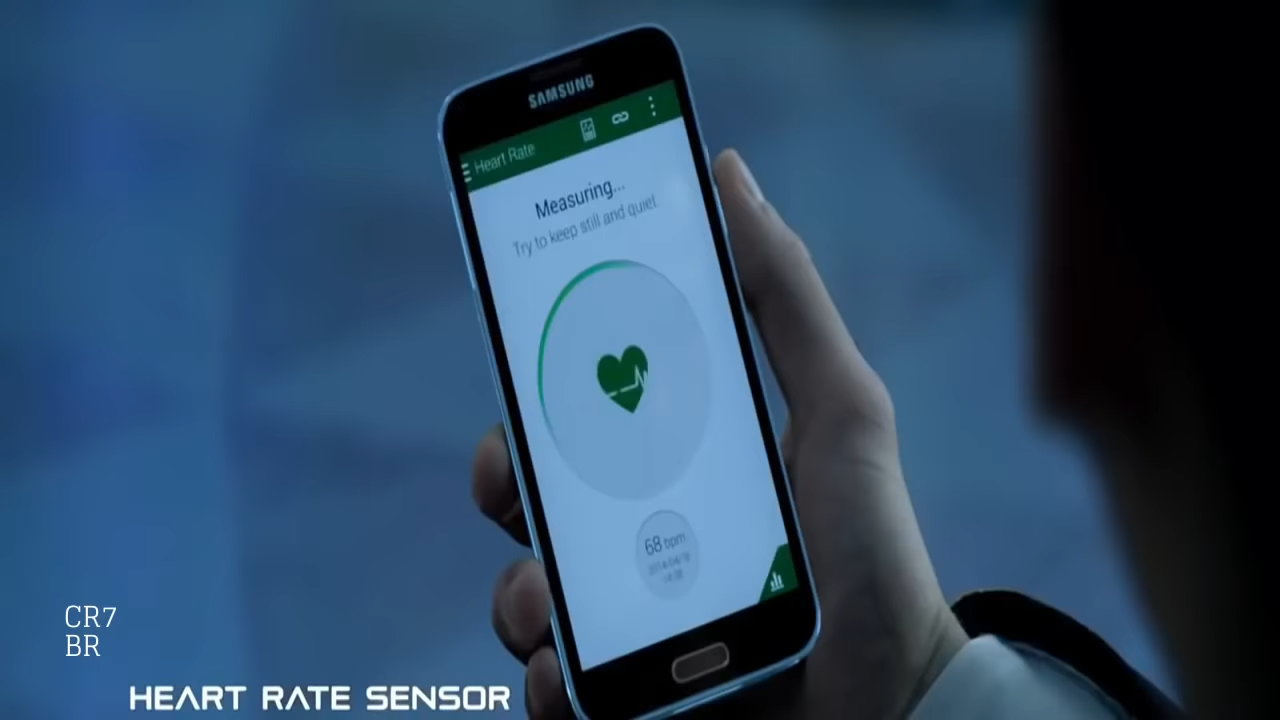 SAMSUNG
Heart Rate
Measuring...
Try to keep still and quiet.
68 bpm
CR7
BR
HEART RATE SENSOR